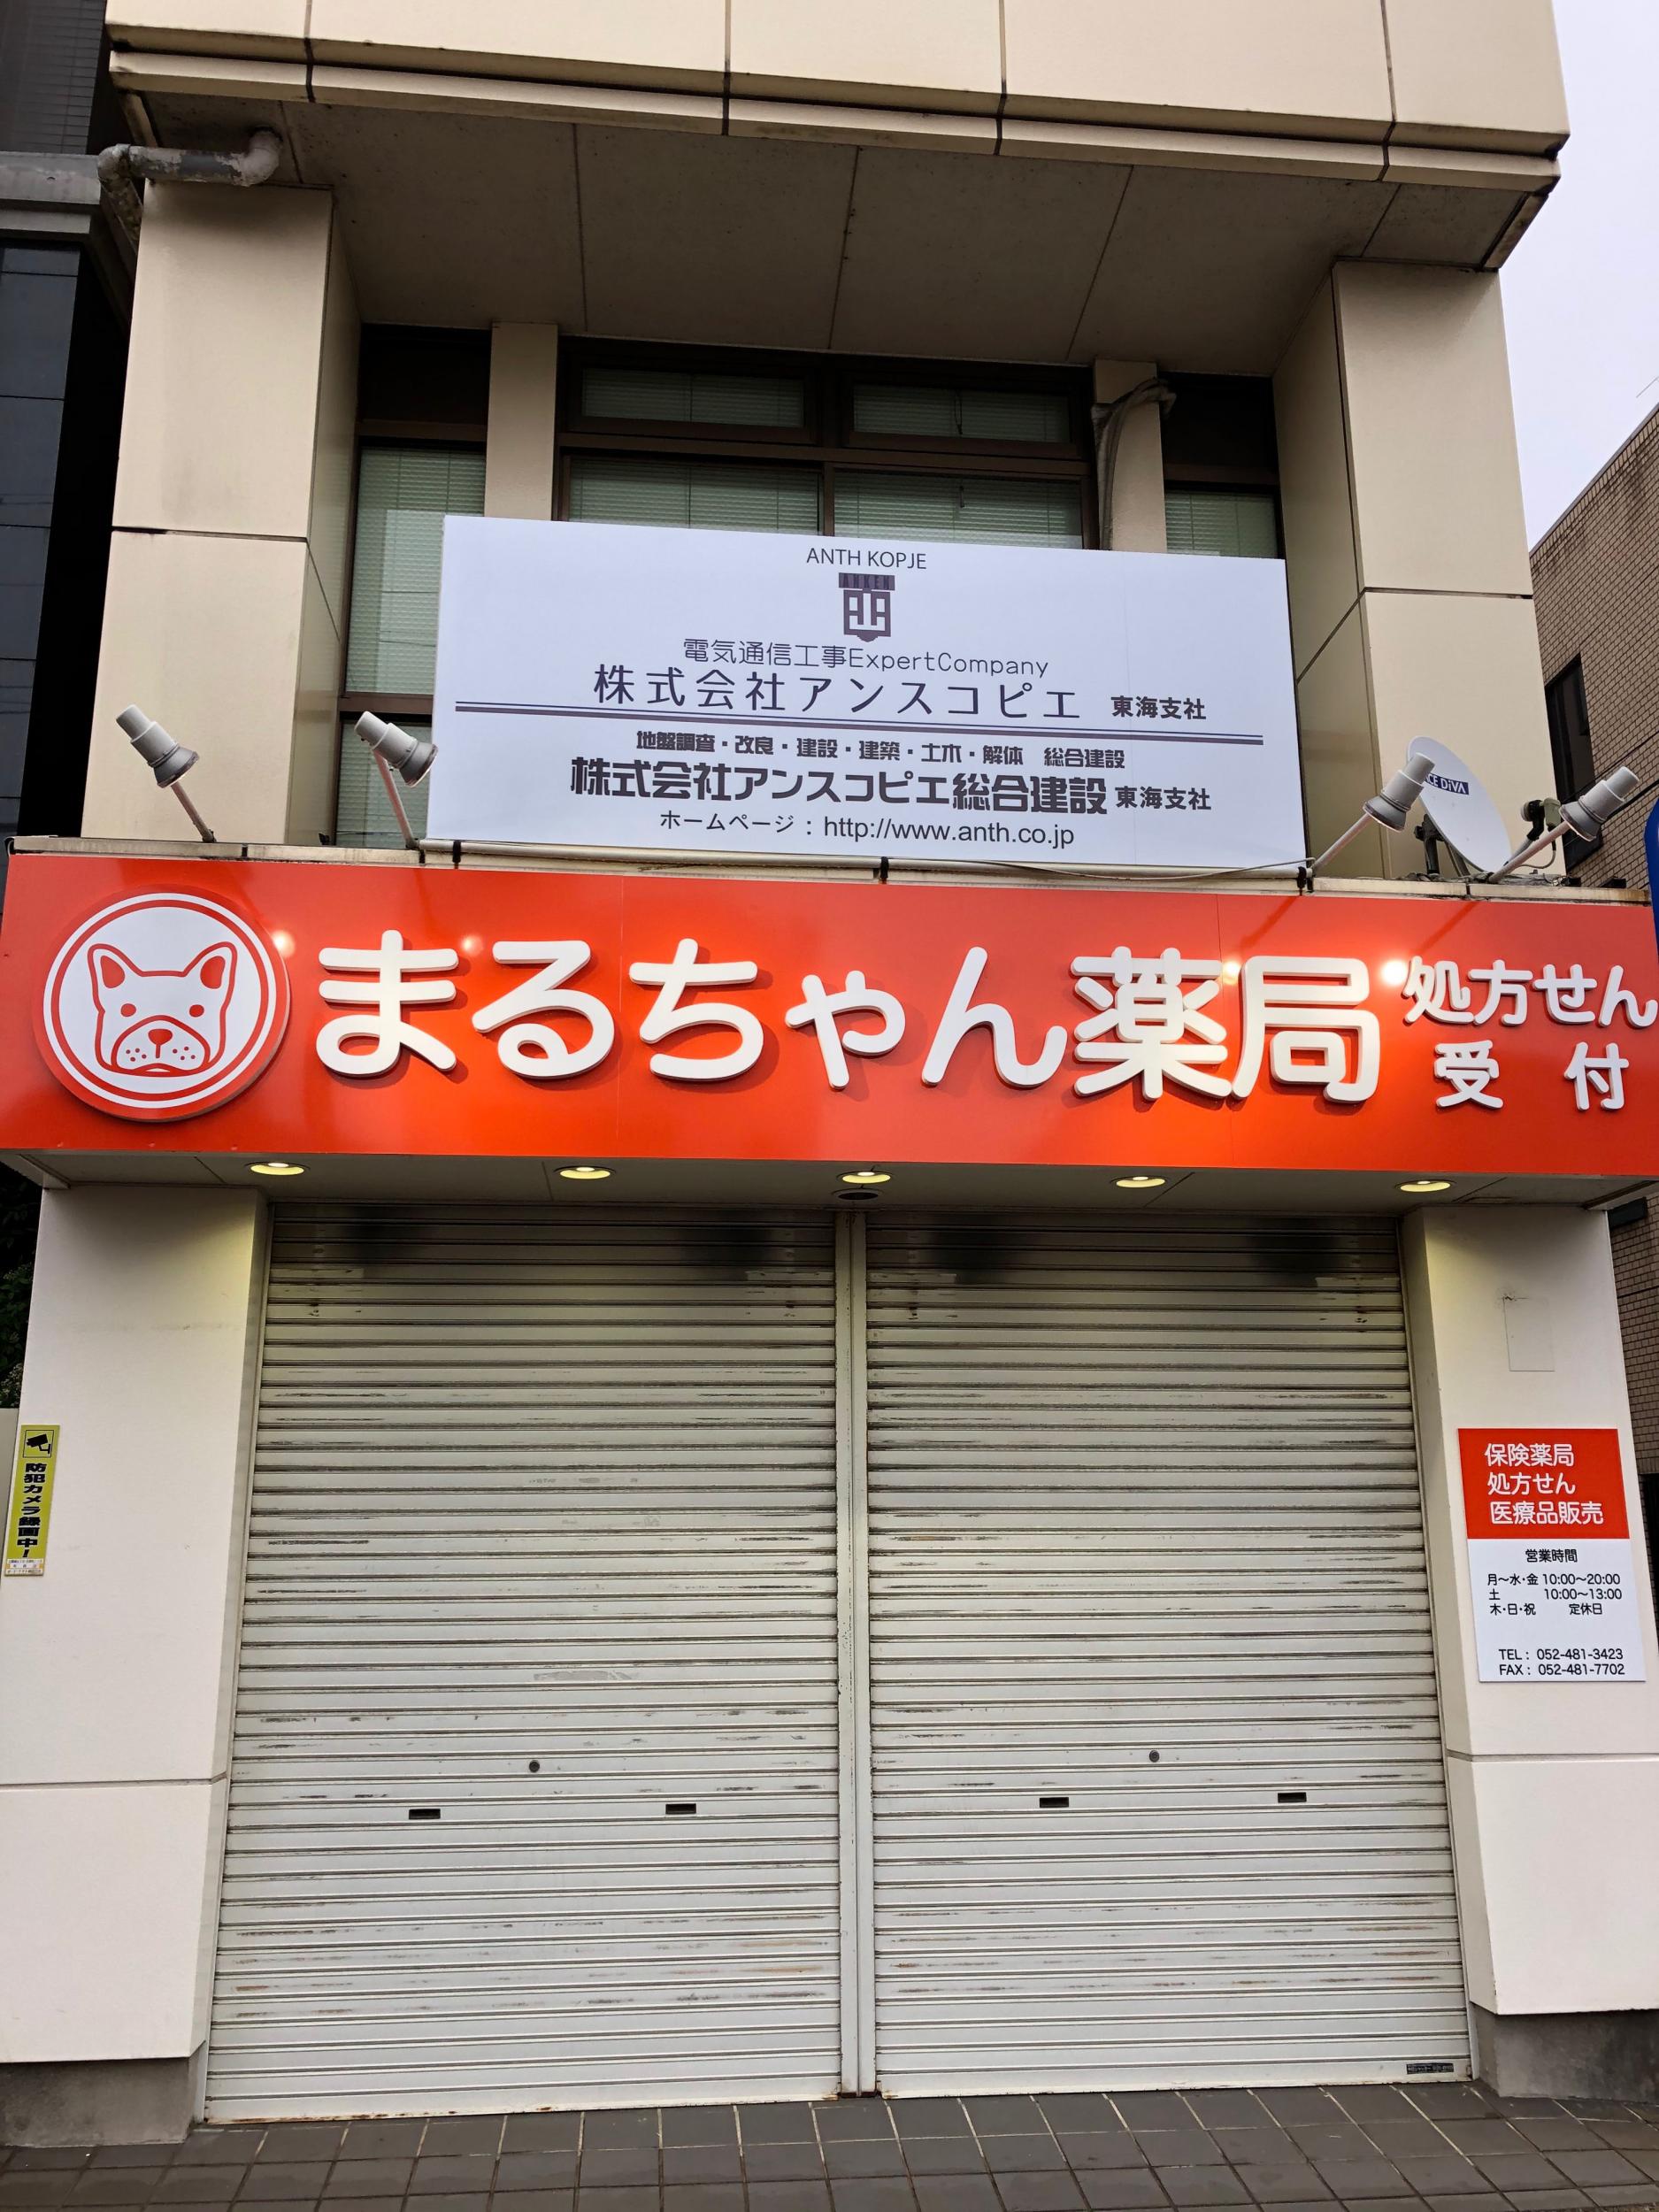 ANTH KOPJE
ANKEN
電気通信工事ExpertCompany
株式会社アンスコピエ 東海支社
地盤調査・改良・建設・建築・土木・解体 総合建設
株式会社アンスコピエ総合建設 東海支社
ホームページ：http://www.anth.co.jp
CE DiVA
まるちゃん薬局 処方せん
受 付
防犯カメラ録画中！
保険薬局
処方せん
医療品販売
営業時間
月～水・金 10:00～20:00
土 10:00～13:00
木・日・祝 定休日
TEL： 052-481-3423
FAX： 052-481-7702